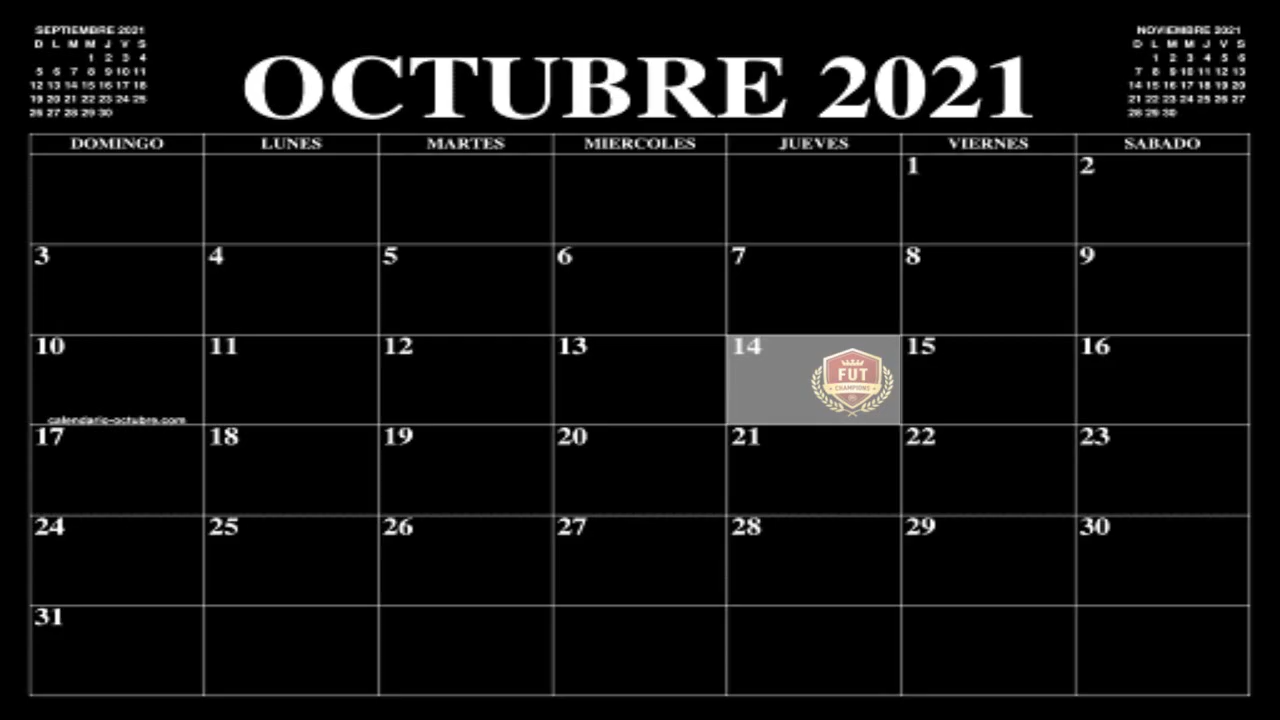 SEPTIEMBRE 2021
D L M M J V S
1 2 3 4
5 6 7 8 9 10 11
12 13 14 15 16 17 18
19 20 21 22 23 24 25
26 27 28 29 30
OCTUBRE 2021
NOVIEMBRE 2021
D L M M J V S
1 2 3 4 5 6
7 8 9 10 11 12 13
14 15 16 17 18 19 20
21 22 23 24 25 26 27
28 29 30
DOMINGO LUNES MARTES MIERCOLES JUEVES VIERNES SABADO
1 2
3 4 5 6 7 8 9
10 11 12 13 14 15 16
FUT
CHAMPIONS
calendario-octubre.com
17 18 19 20 21 22 23
24 25 26 27 28 29 30
31